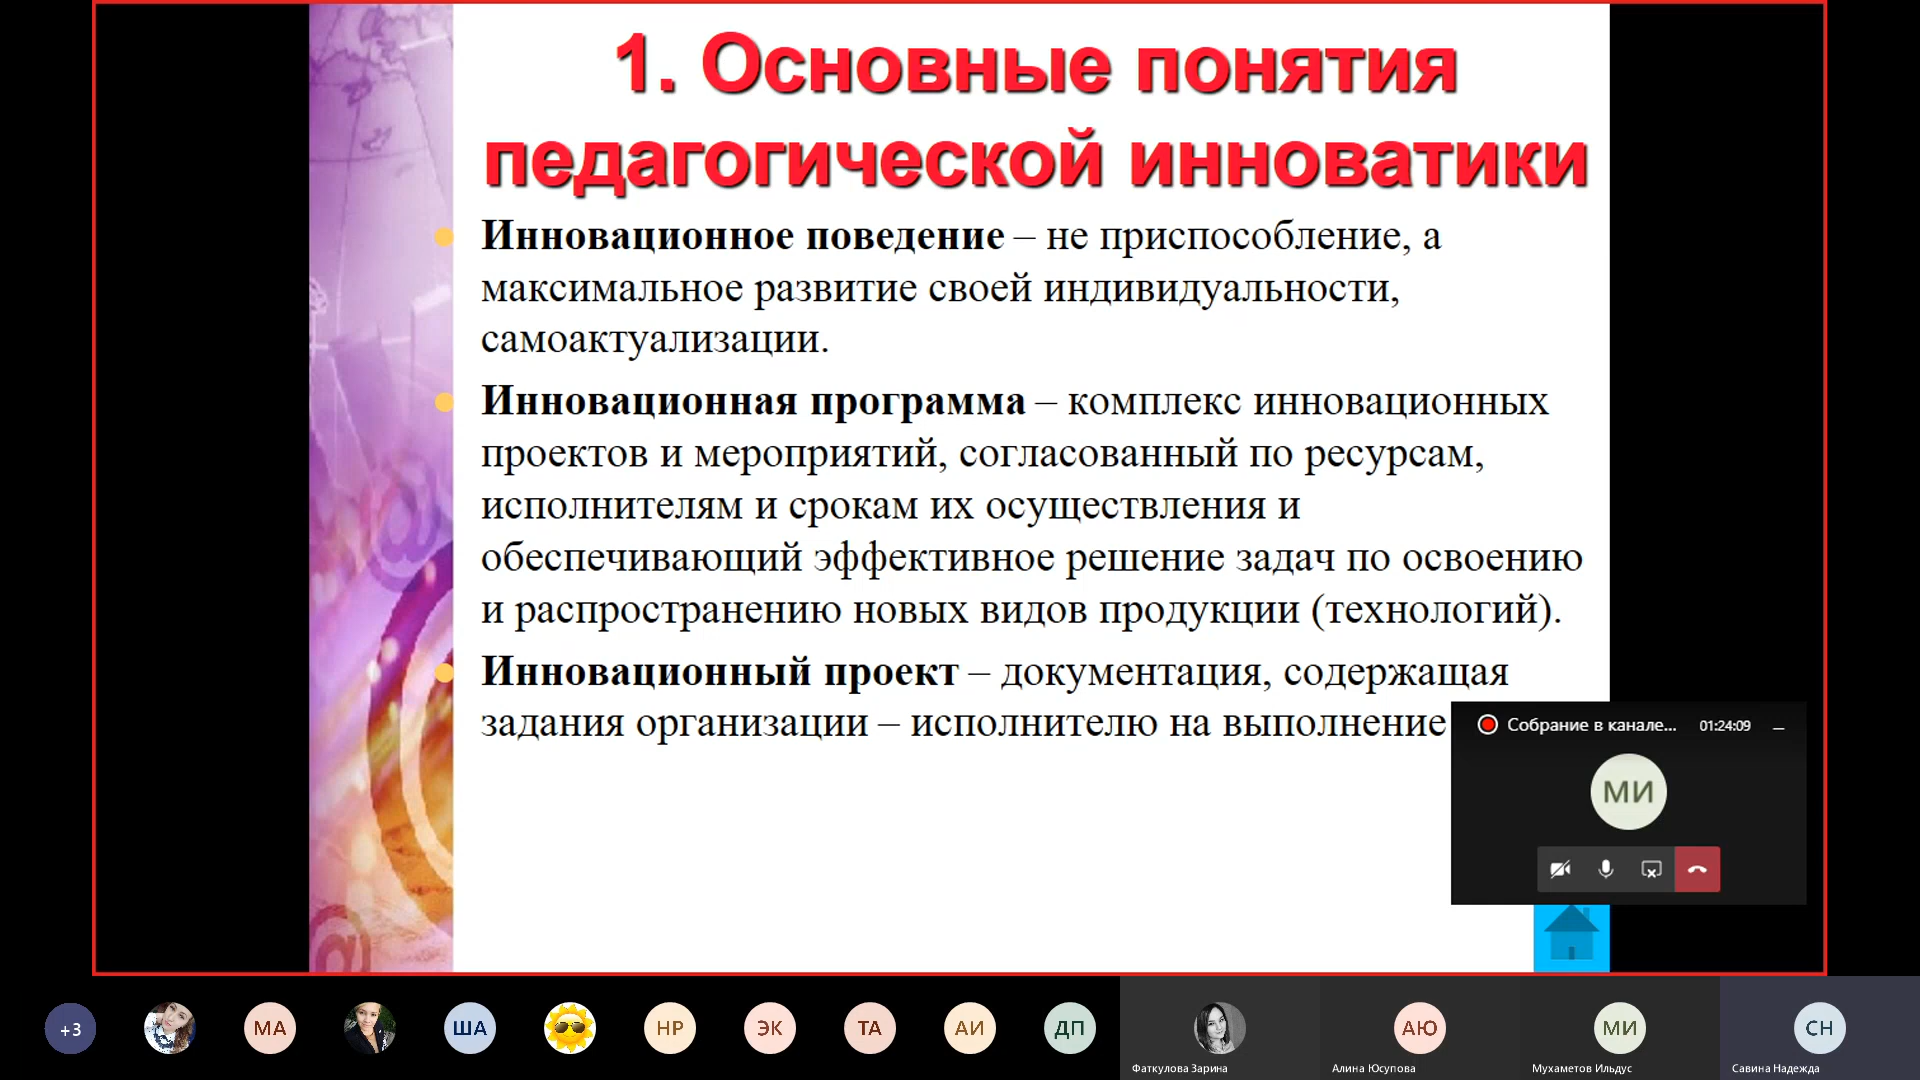 1. Основные понятия
педагогической инноватики
Инновационное поведение – не приспособление, а
максимальное развитие своей индивидуальности,
самоактуализации.
Инновационная программа – комплекс инновационных
проектов и мероприятий, согласованный по ресурсам,
исполнителям и срокам их осуществления и
обеспечивающий эффективное решение задач по освоению
и распространению новых видов продукции (технологий).
Инновационный проект – документация, содержащая
задания организации – исполнителю на выполнение
Собрание в канале... 01:24:09
МИ
+3 МА ША НР ЭК ТА АИ ДП АЮ МИ СН
Фаткулова Зарина Алина Юсупова Мухаметов Ильдус Савина Надежда